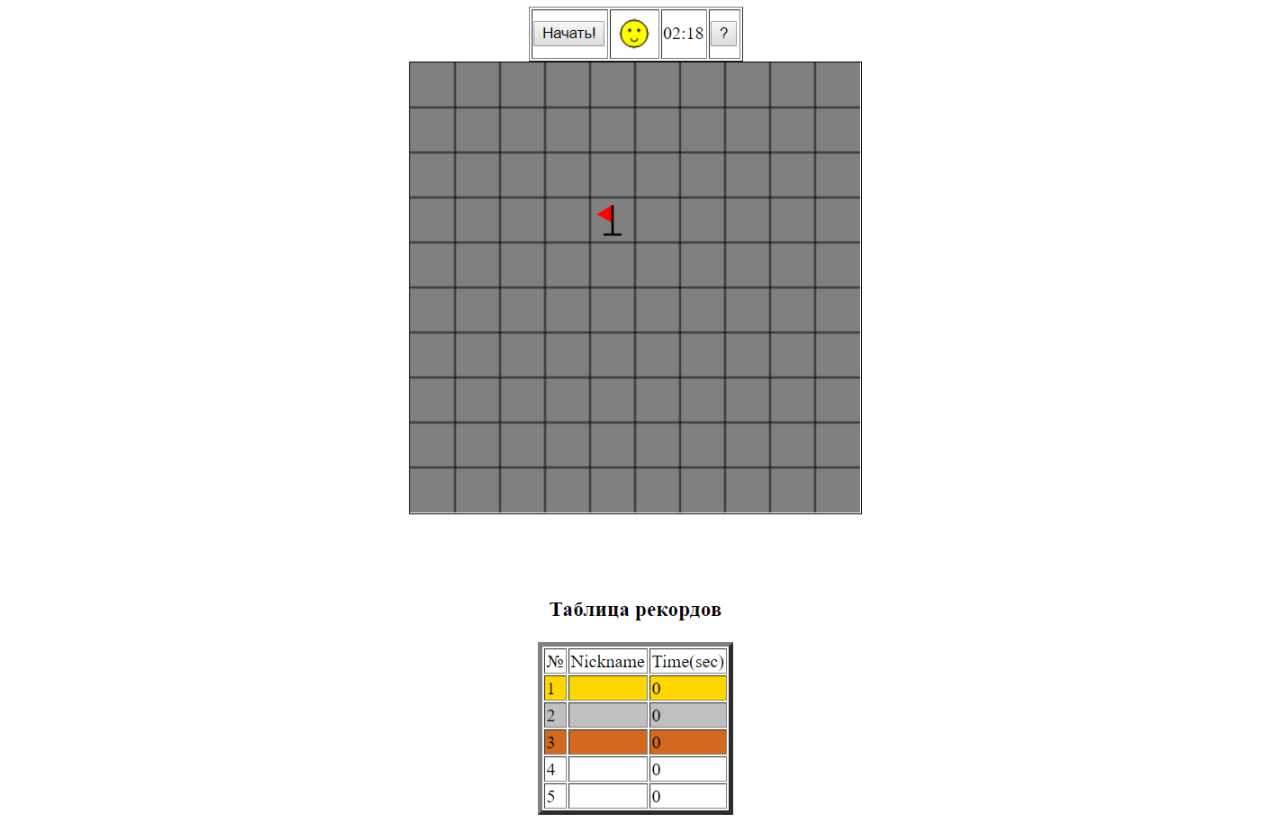 Начать! 02:18 ?
Таблица рекордов
№ Nickname Time(sec)
1 0
2 0
3 0
4 0
5 0